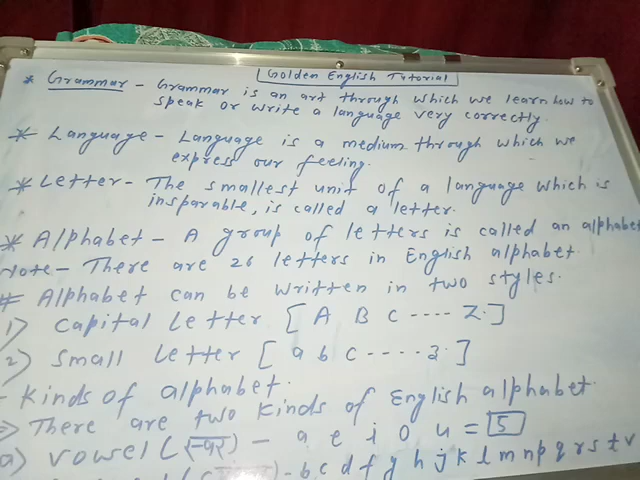 Golden English Tutorial
* Grammar - Grammar is an art through which we learn how to
speak or write a language very correctly.
* Language - Language is a medium through which we
express our feeling.
* Letter - The smallest unit of a language which is
insparable, is called a letter.
* Alphabet - A group of letters is called an alphabet
Note - There are 26 letters in English alphabet.
# Alphabet can be written in two styles.
1) Capital letter [ A B C ---- Z.]
2) Small letter [ a b c ----- z.]
- Kinds of alphabet.
⇒ There are two kinds of English alphabet.
a) Vowel (स्वर) - a e i o u = 5
- b c d f g h j k l m n p q r s t v